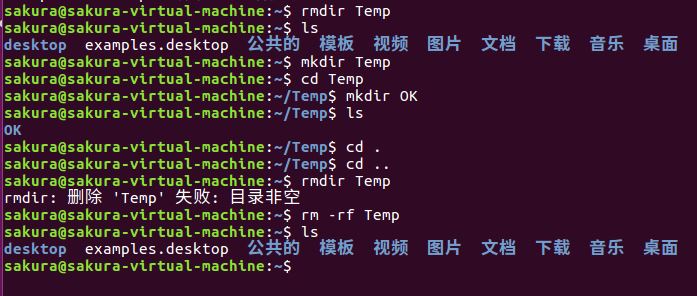 sakura@sakura-virtual-machine:~$ rmdir Temp
sakura@sakura-virtual-machine:~$ ls
desktop  examples.desktop  公共的  模板  视频  图片  文档  下载  音乐  桌面
sakura@sakura-virtual-machine:~$ mkdir Temp
sakura@sakura-virtual-machine:~$ cd Temp
sakura@sakura-virtual-machine:~/Temp$ mkdir OK
sakura@sakura-virtual-machine:~/Temp$ ls
OK
sakura@sakura-virtual-machine:~/Temp$ cd .
sakura@sakura-virtual-machine:~/Temp$ cd ..
sakura@sakura-virtual-machine:~$ rmdir Temp
rmdir: 删除 'Temp' 失败: 目录非空
sakura@sakura-virtual-machine:~$ rm -rf Temp
sakura@sakura-virtual-machine:~$ ls
desktop  examples.desktop  公共的  模板  视频  图片  文档  下载  音乐  桌面
sakura@sakura-virtual-machine:~$